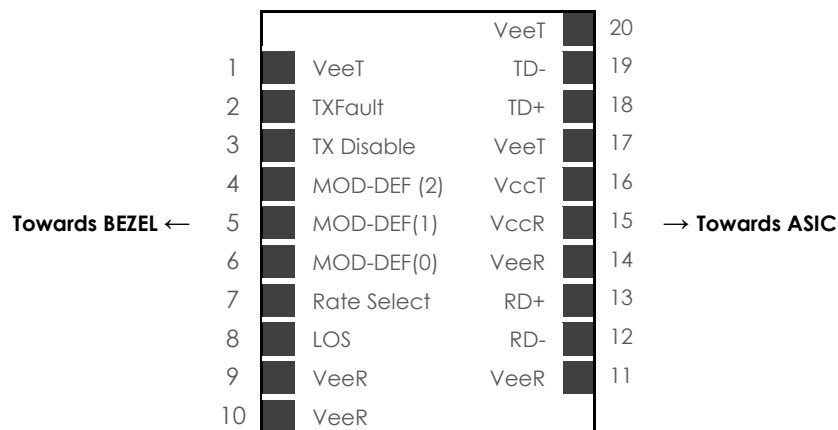 VeeT 20
1 VeeT TD- 19
2 TXFault TD+ 18
3 TX Disable VeeT 17
4 MOD-DEF (2) VccT 16
Towards BEZEL ← 5 MOD-DEF(1) VccR 15 → Towards ASIC
6 MOD-DEF(0) VeeR 14
7 Rate Select RD+ 13
8 LOS RD- 12
9 VeeR VeeR 11
10 VeeR